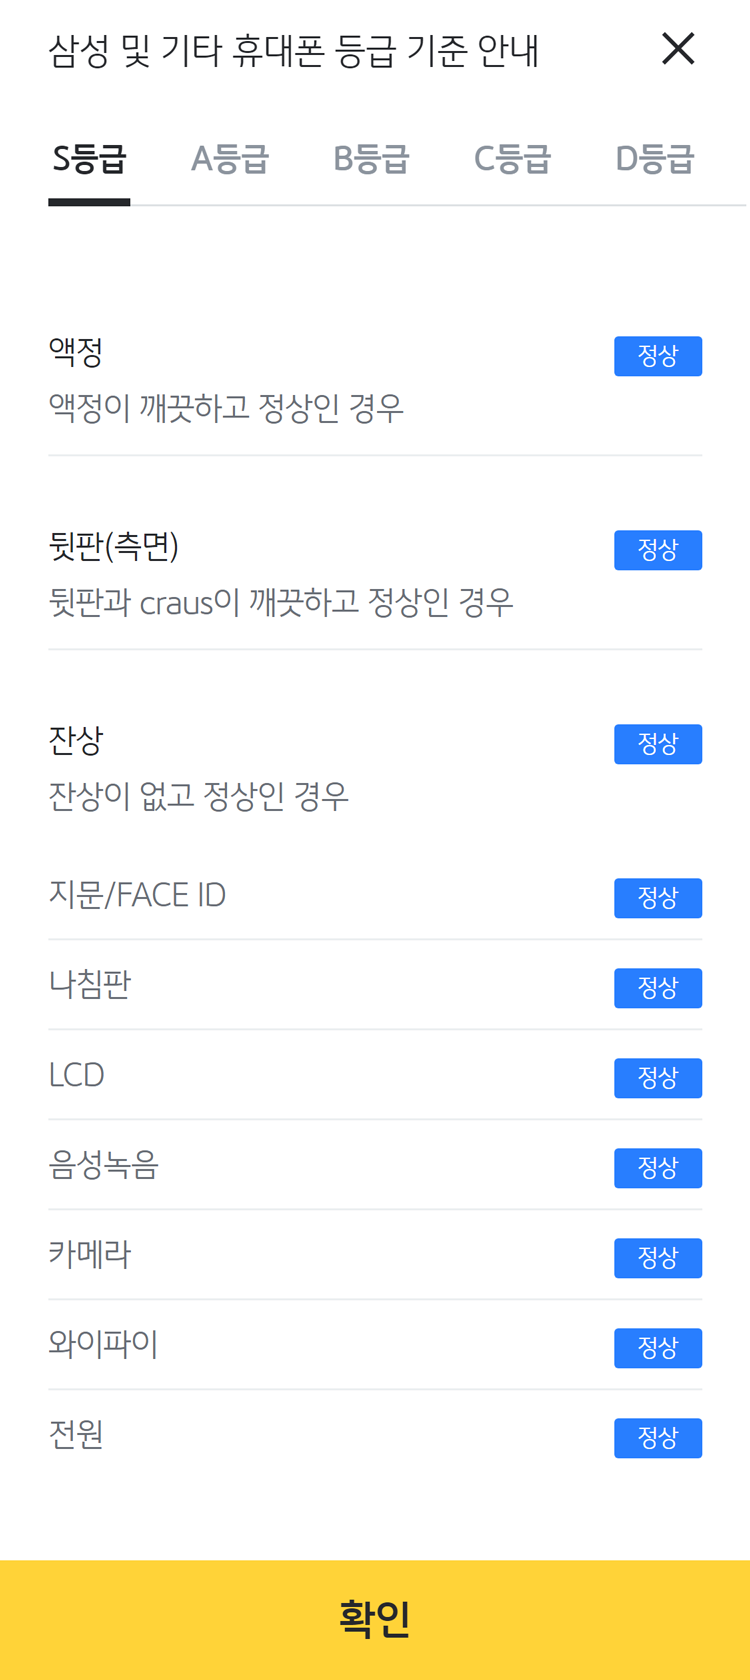 삼성 및 기타 휴대폰 등급 기준 안내
S등급 A등급 B등급 C등급 D등급
액정 정상
액정이 깨끗하고 정상인 경우
뒷판(측면) 정상
뒷판과 craus이 깨끗하고 정상인 경우
잔상 정상
잔상이 없고 정상인 경우
지문/FACE ID 정상
나침판 정상
LCD 정상
음성녹음 정상
카메라 정상
와이파이 정상
전원 정상
확인